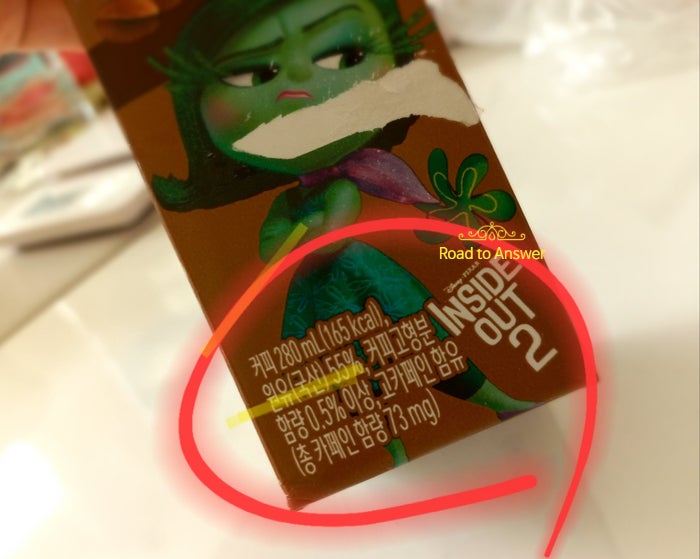 Road to Answer
Disney·PIXAR
INSIDE
OUT
2
커피 280 mL (165 kcal),
원유(국산) 55%, 커피고형분
함량 0.5% 이상, 고카페인 함유
(총 카페인 함량 73 mg)